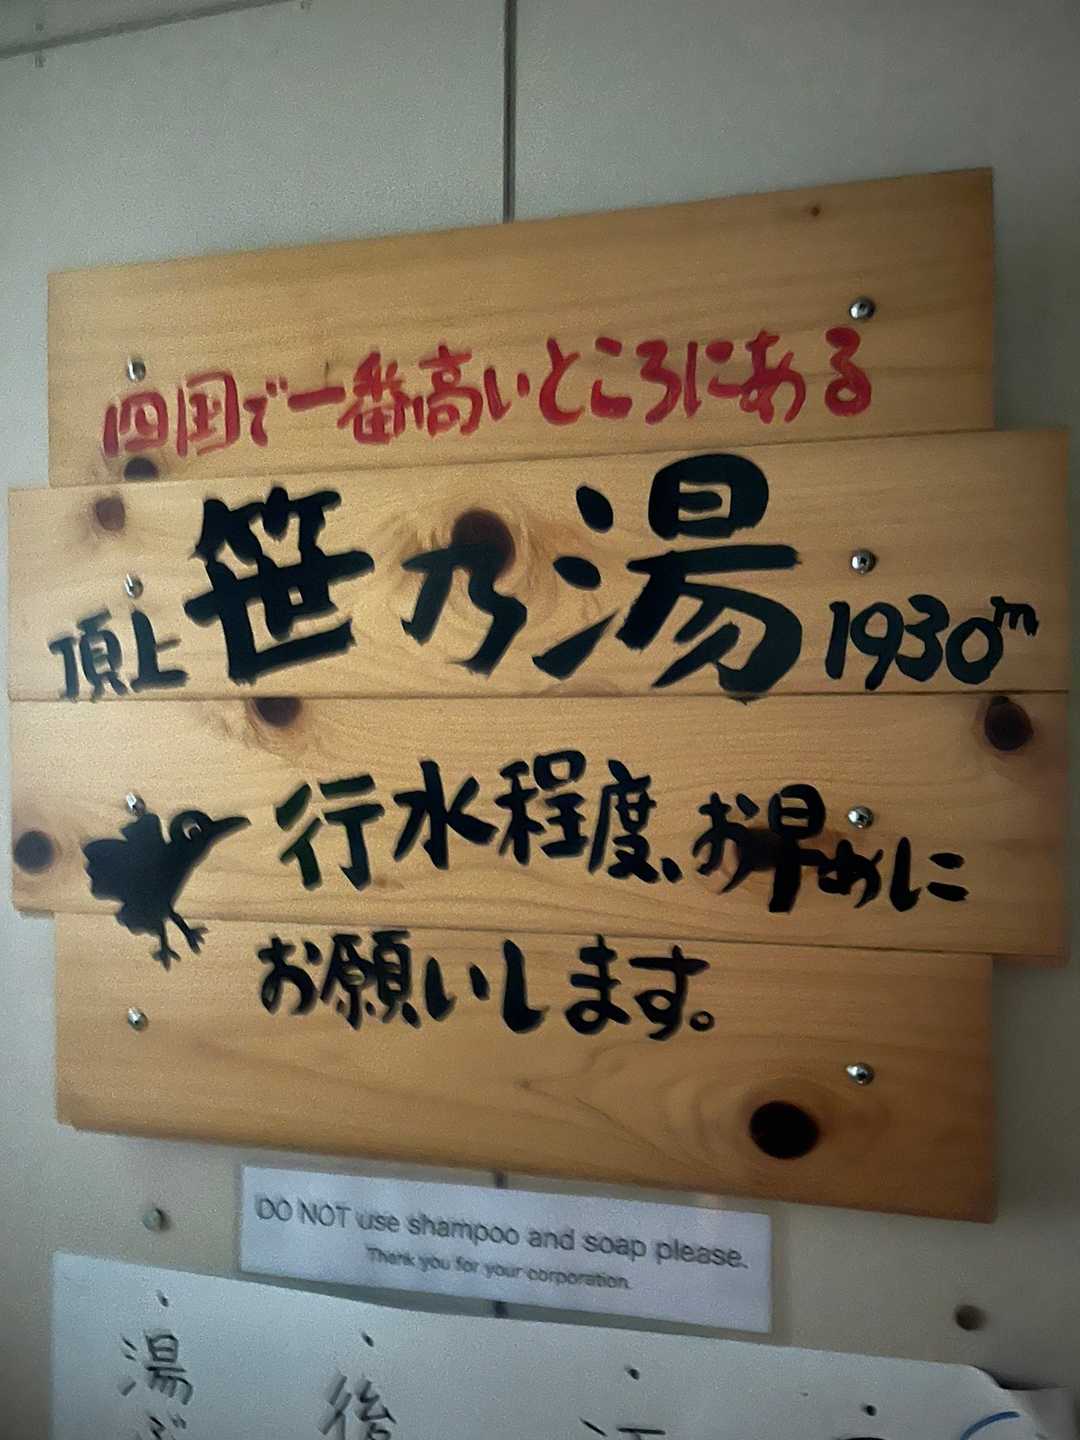 四国で一番高いところにある
頂上 笹乃湯 1930m
行水程度、お早めに
お願いします。
DO NOT use shampoo and soap please.
Thank you for your corporation.
・ ・ ・ ・
湯 後